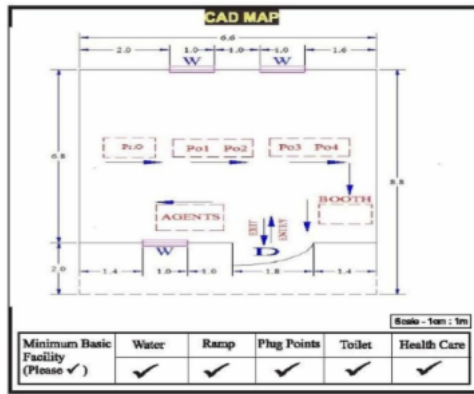 CAD MAP
6.6
2.0 1.0 1.0 1.0 1.6
W W
6.8
8.8
Pr.O Po1 Po2 Po3 Po4
BOOTH
AGENTS
EXIT ENTRY
W D
2.0
1.4 1.0 1.0 1.8 1.4
Scale - 1cm : 1m
Minimum Basic Facility (Please ✓) Water Ramp Plug Points Toilet Health Care
✓ ✓ ✓ ✓ ✓